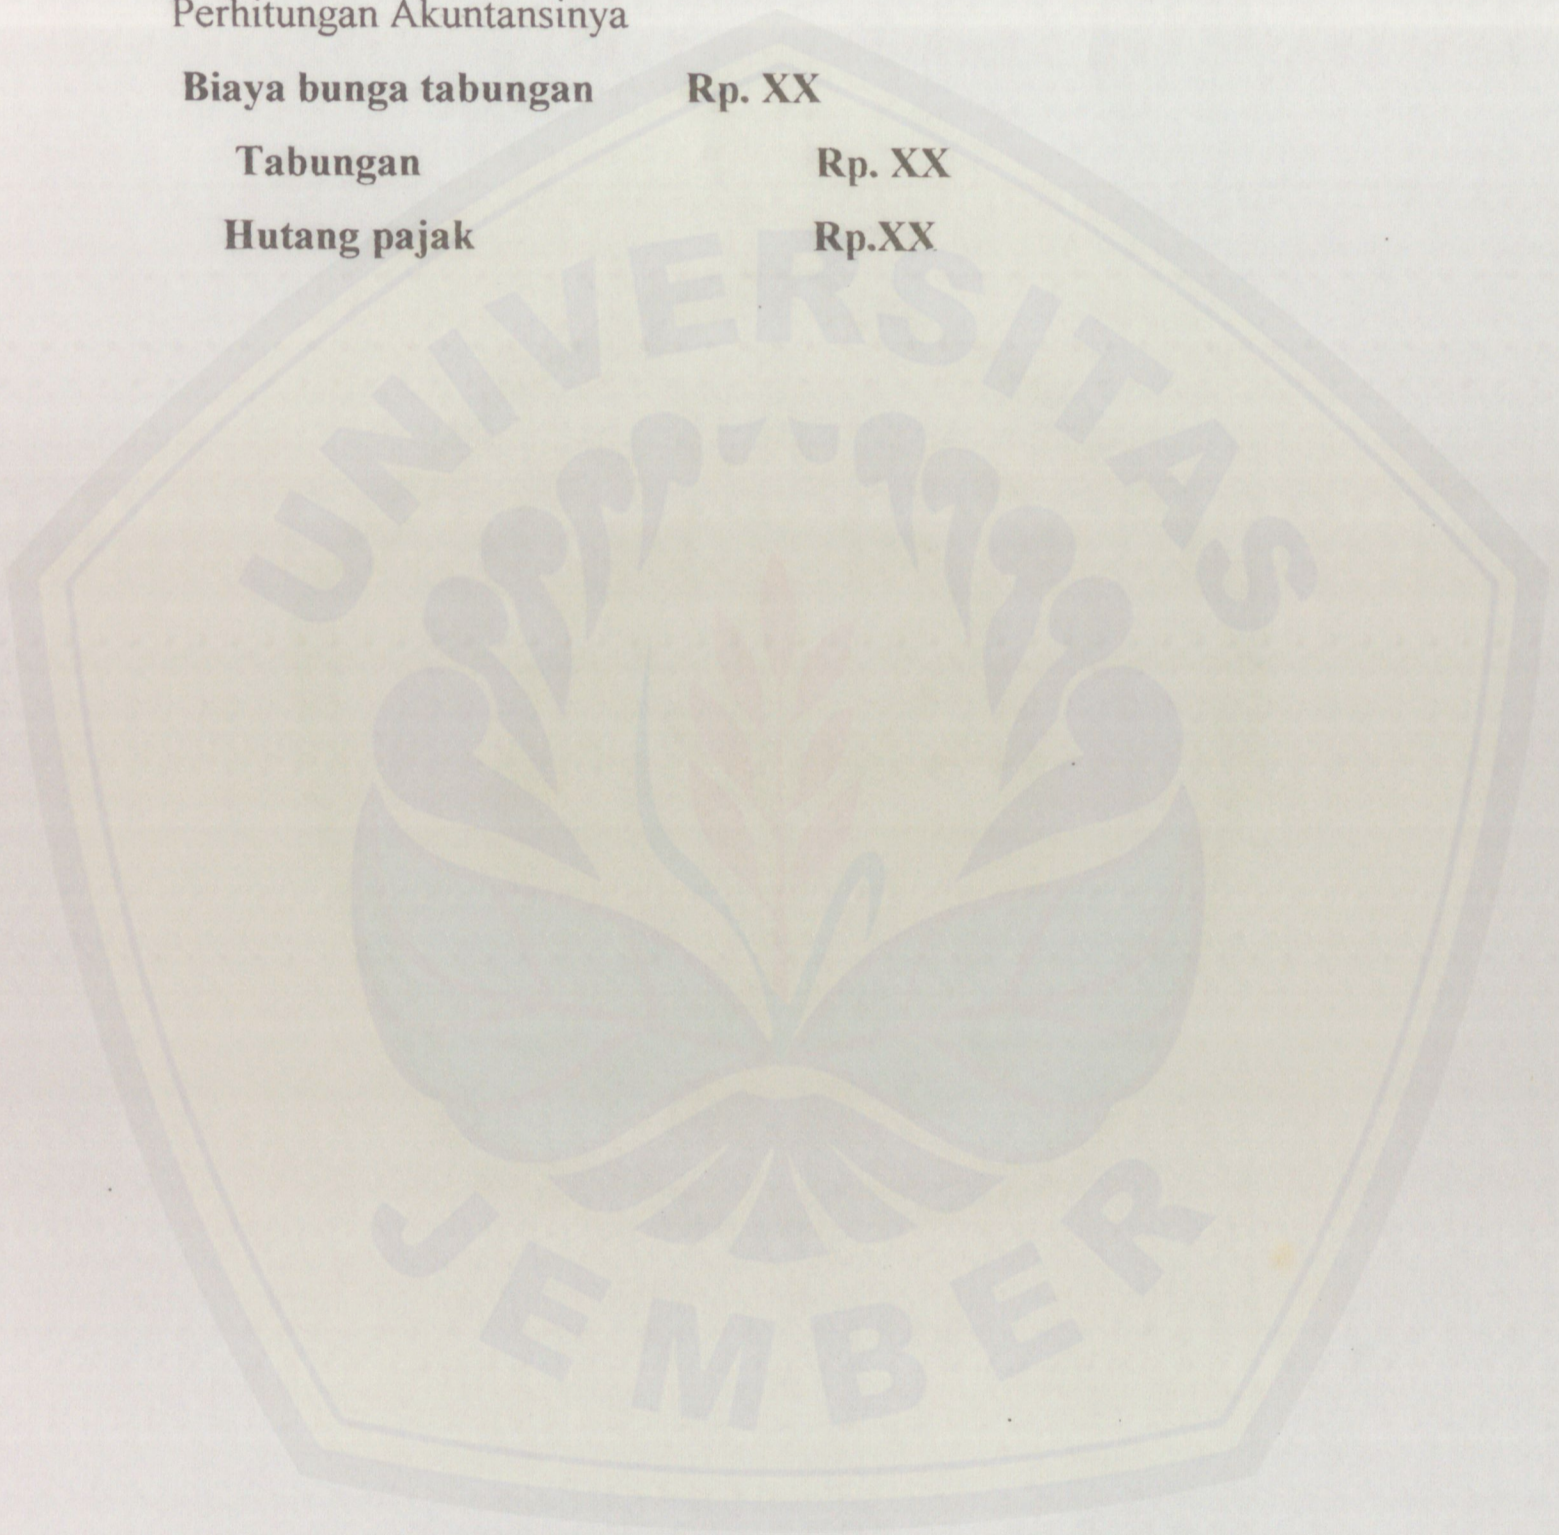 Perhitungan Akuntansinya
Biaya bunga tabungan Rp. XX
Tabungan Rp. XX
Hutang pajak Rp.XX
UNIVERSITAS
JEMBER